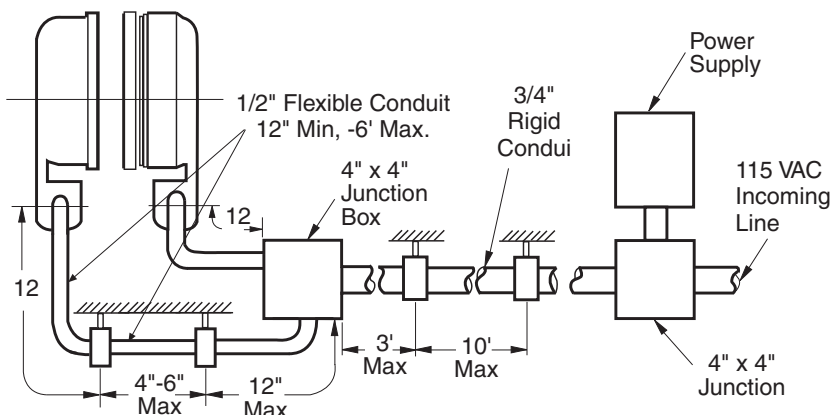 Power
Supply
1/2" Flexible Conduit
12" Min, -6' Max.
3/4"
Rigid
Condui
4" x 4"
Junction
Box
115 VAC
Incoming
Line
12
12
3'
Max
10'
Max
4"-6"
Max
12"
Max
4" x 4"
Junction